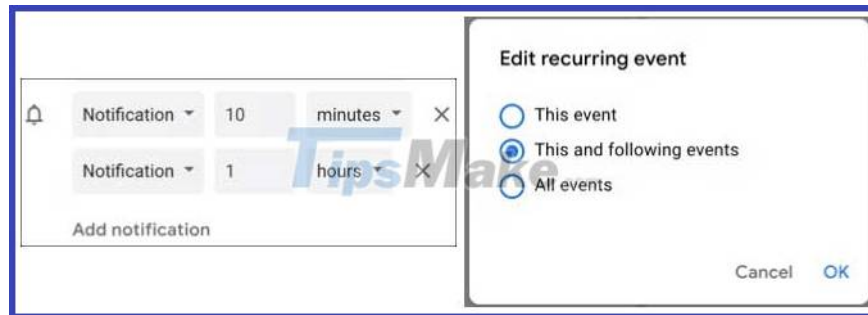 Notification 10 minutes
Notification 1 hours
Add notification
Edit recurring event
This event
This and following events
All events
Cancel OK
TipsMake